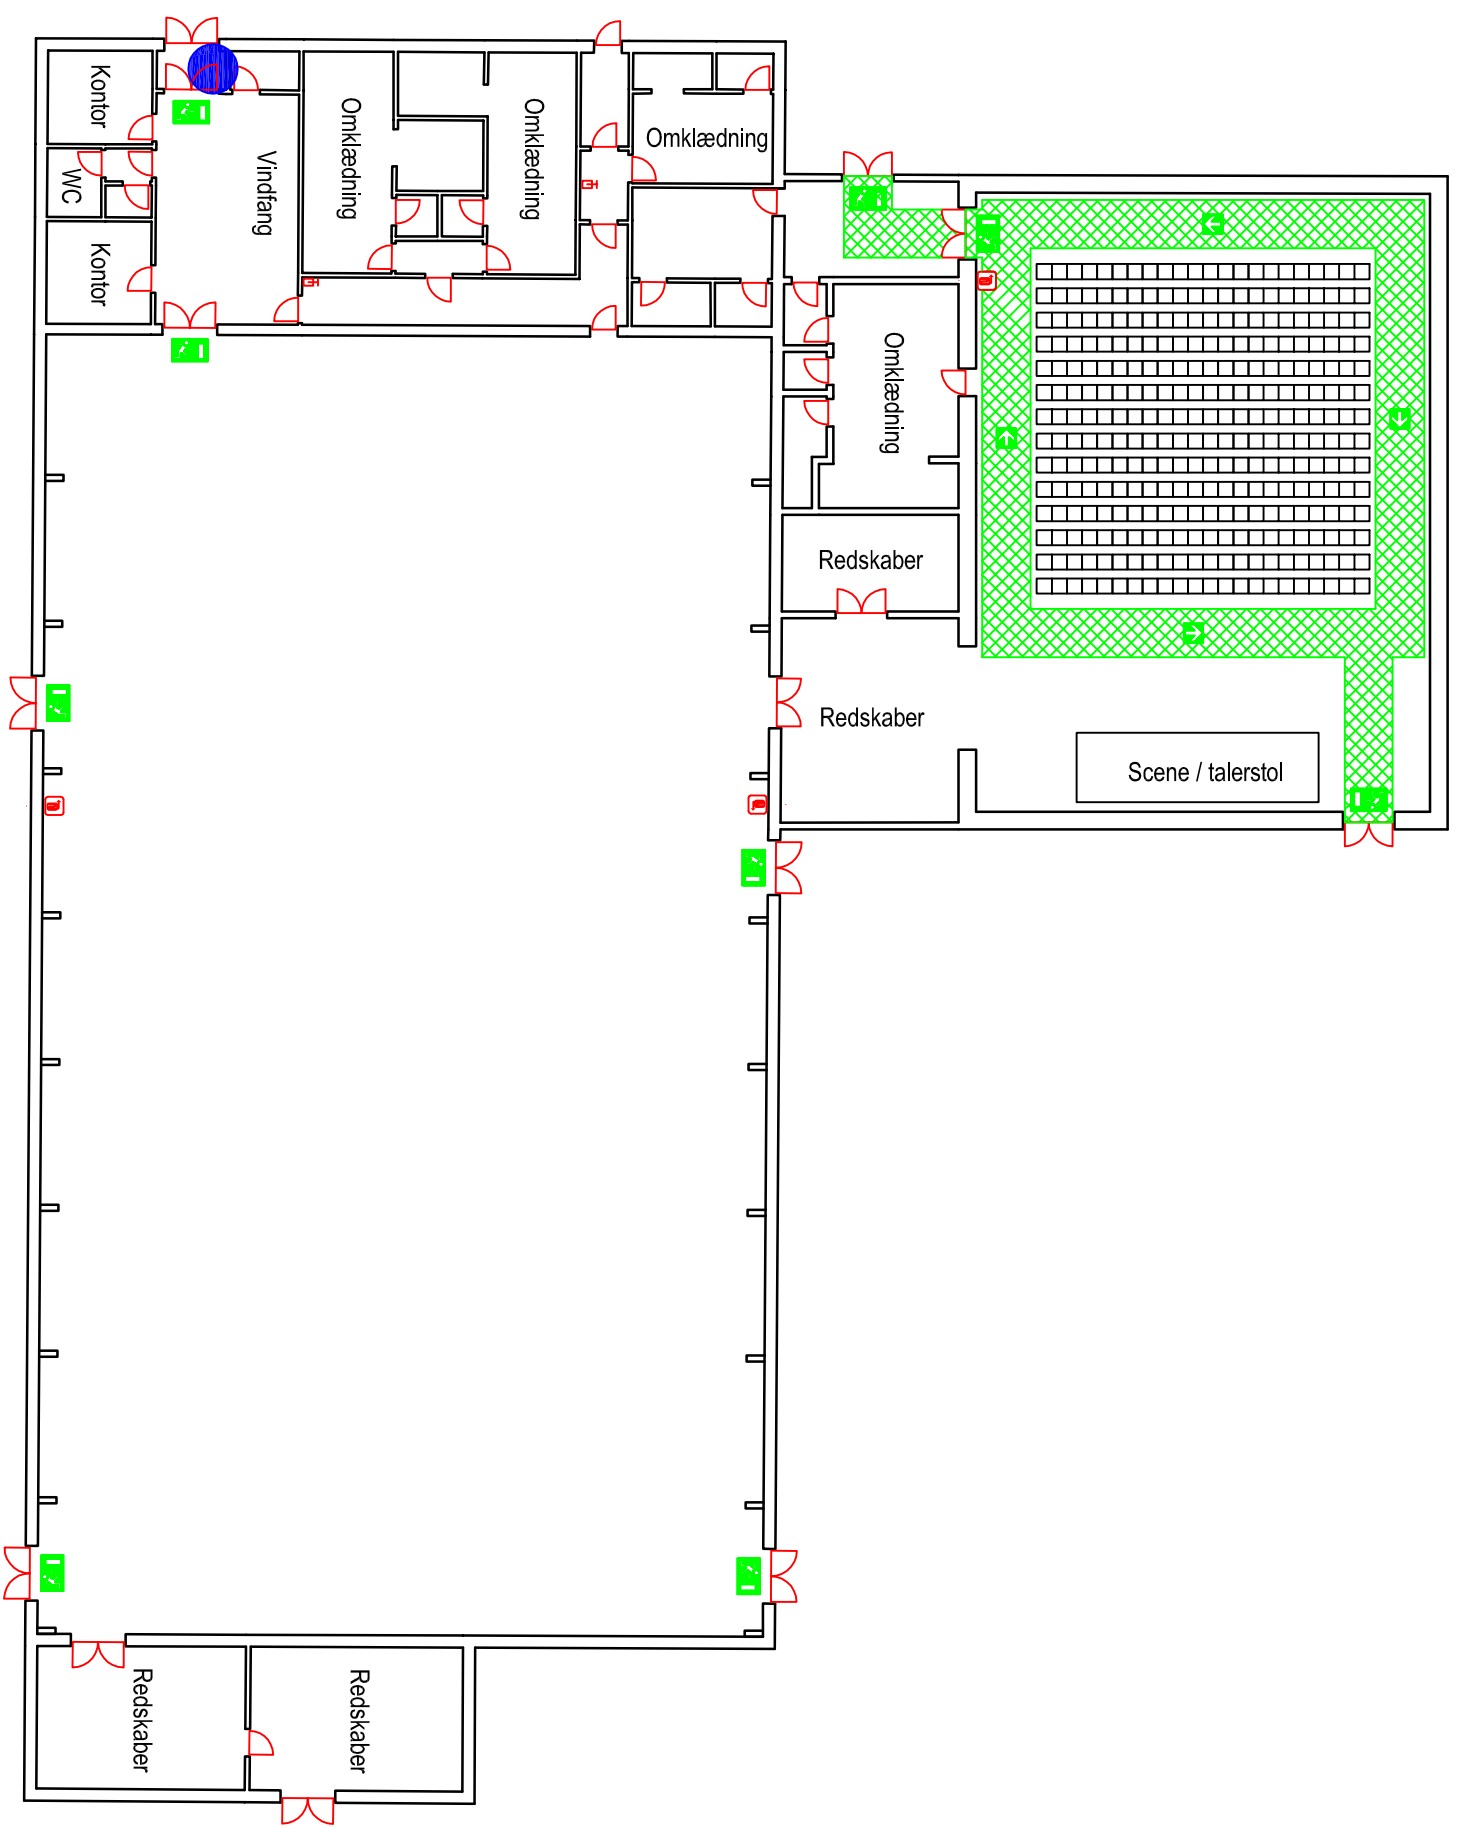 Kontor
WC
Kontor
Vindfang
Omklædning
Omklædning
Omklædning
Omklædning
Redskaber
Redskaber
Scene / talerstol
Redskaber
Redskaber